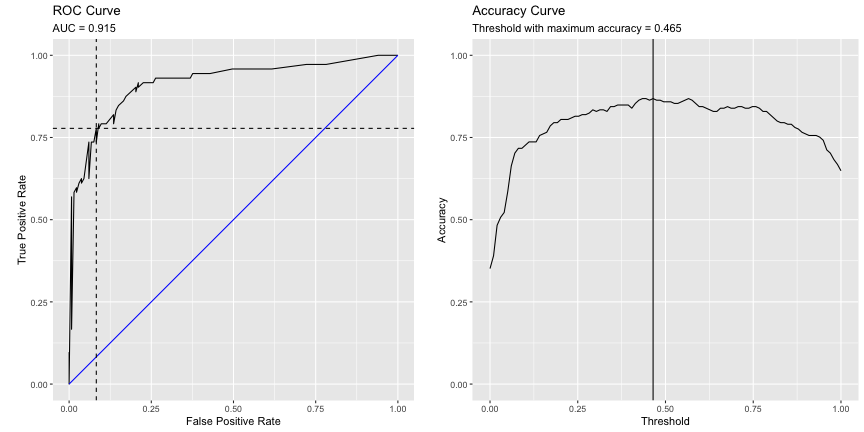 ROC Curve
AUC = 0.915
1.00
0.75
0.50
0.25
0.00
True Positive Rate
0.00 0.25 0.50 0.75 1.00
False Positive Rate
Accuracy Curve
Threshold with maximum accuracy = 0.465
1.00
0.75
0.50
0.25
0.00
Accuracy
0.00 0.25 0.50 0.75 1.00
Threshold